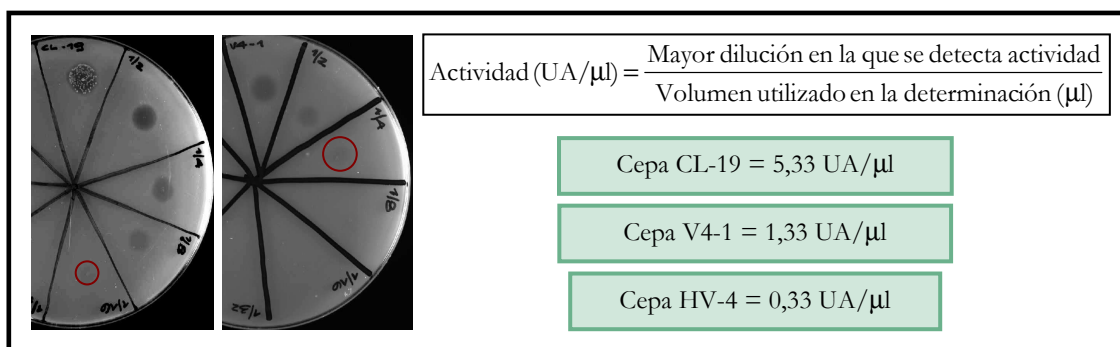 CL-19
1/2
1/4
1/8
1/16
V4-1
1/2
1/4
1/8
1/16
1/32
Actividad (UA/µl) = Mayor dilución en la que se detecta actividad
Volumen utilizado en la determinación (µl)
Cepa CL-19 = 5,33 UA/µl
Cepa V4-1 = 1,33 UA/µl
Cepa HV-4 = 0,33 UA/µl